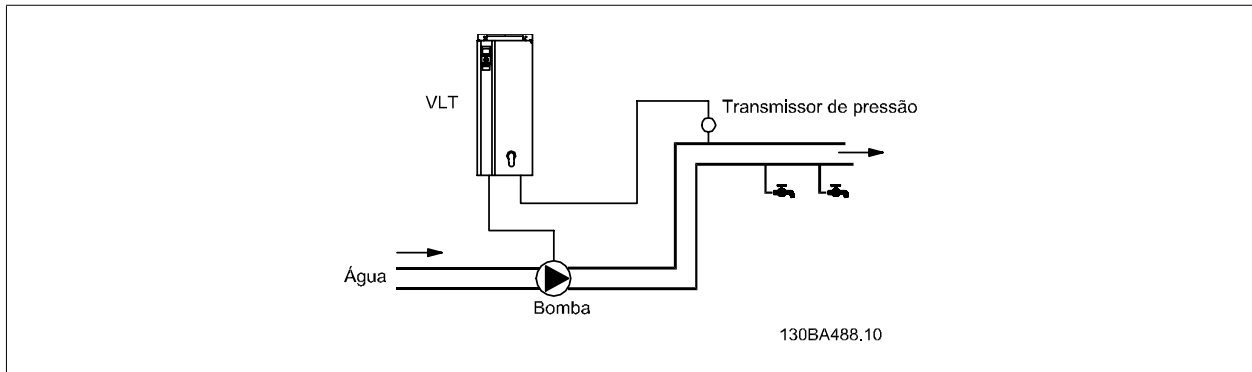 VLT
Transmissor de pressão
Água
Bomba
130BA488.10